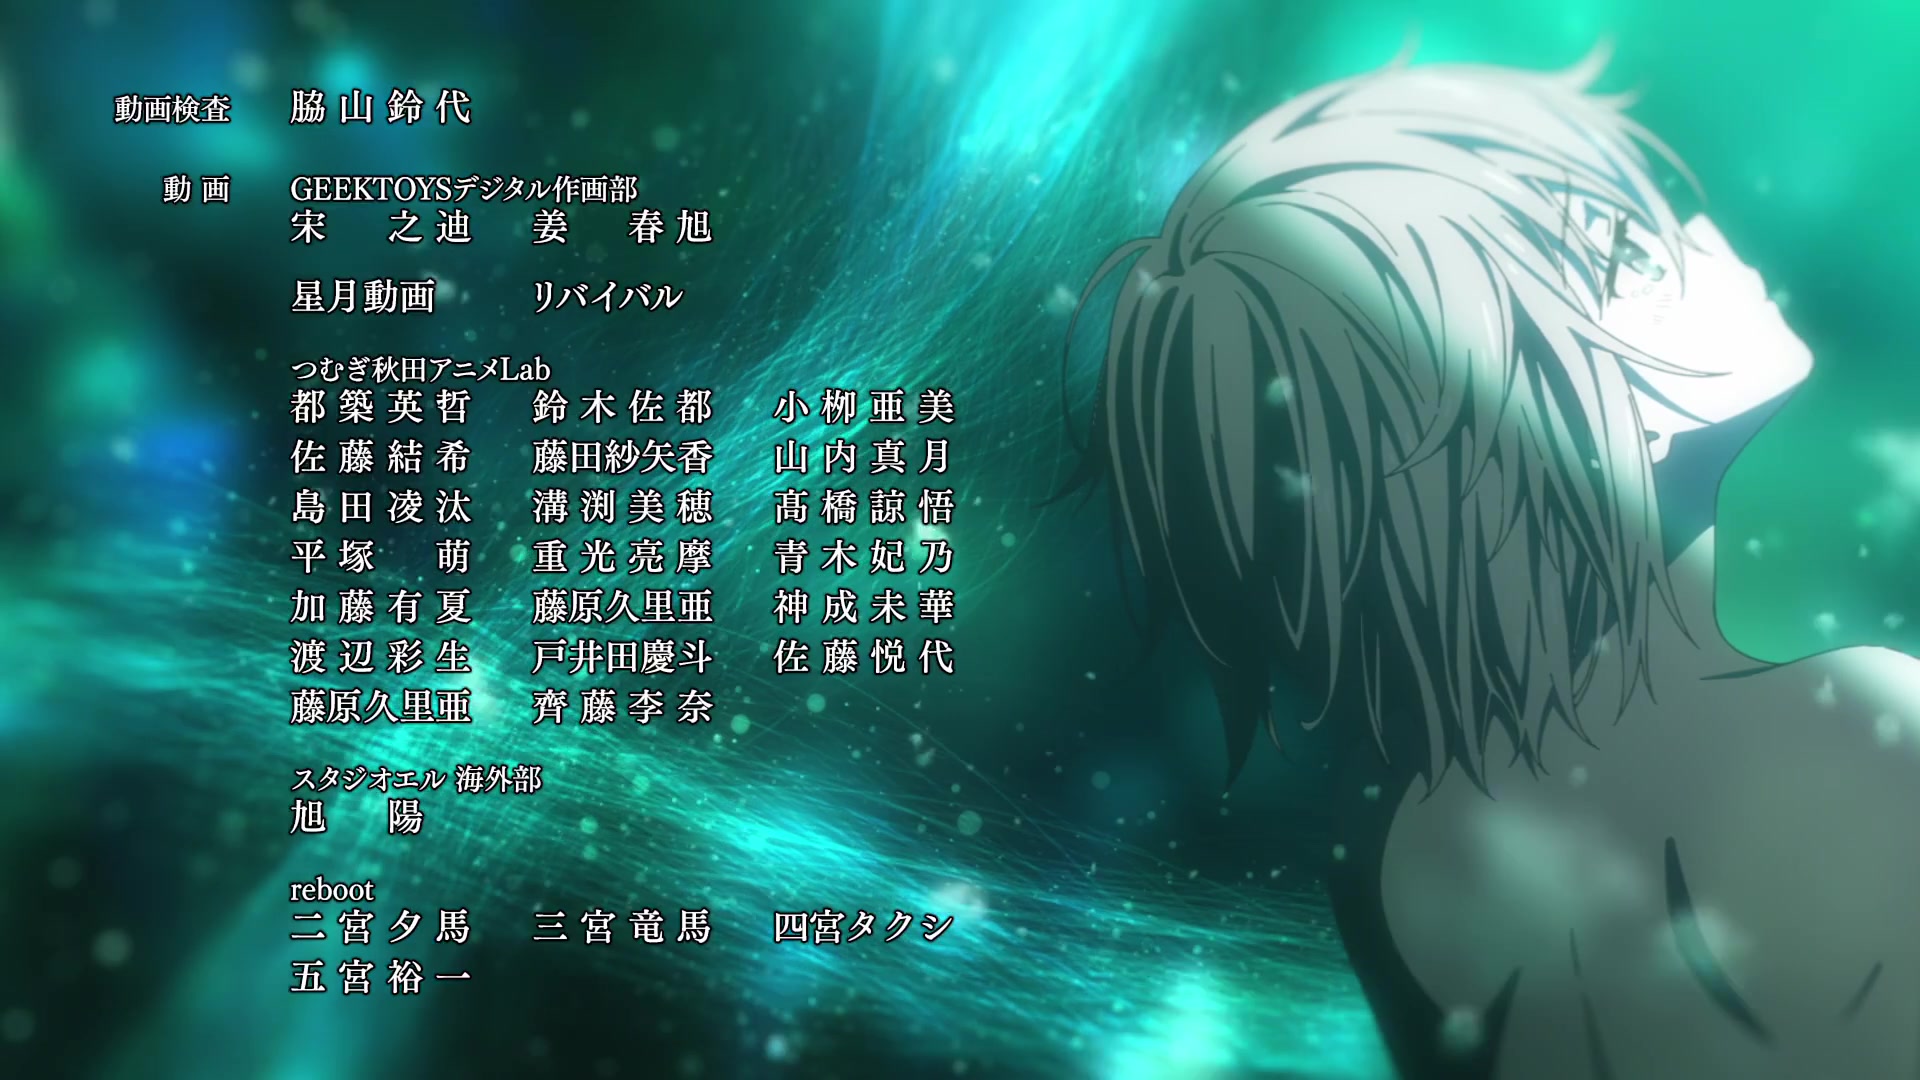 動画検査 脇山鈴代
動画 GEEKTOYSデジタル作画部
宋 之迪 姜 春旭
星月動画 リバイバル
つむぎ秋田アニメLab
都築英哲 鈴木佐都 小栁亜美
佐藤結希 藤田紗矢香 山内真月
島田凌汰 溝渕美穂 髙橋諒悟
平塚 萌 重光亮摩 青木妃乃
加藤有夏 藤原久里亜 神成未華
渡辺彩生 戸井田慶斗 佐藤悦代
藤原久里亜 齊藤李奈
スタジオエル 海外部
旭 陽
reboot
二宮夕馬 三宮竜馬 四宮タクシ
五宮裕一